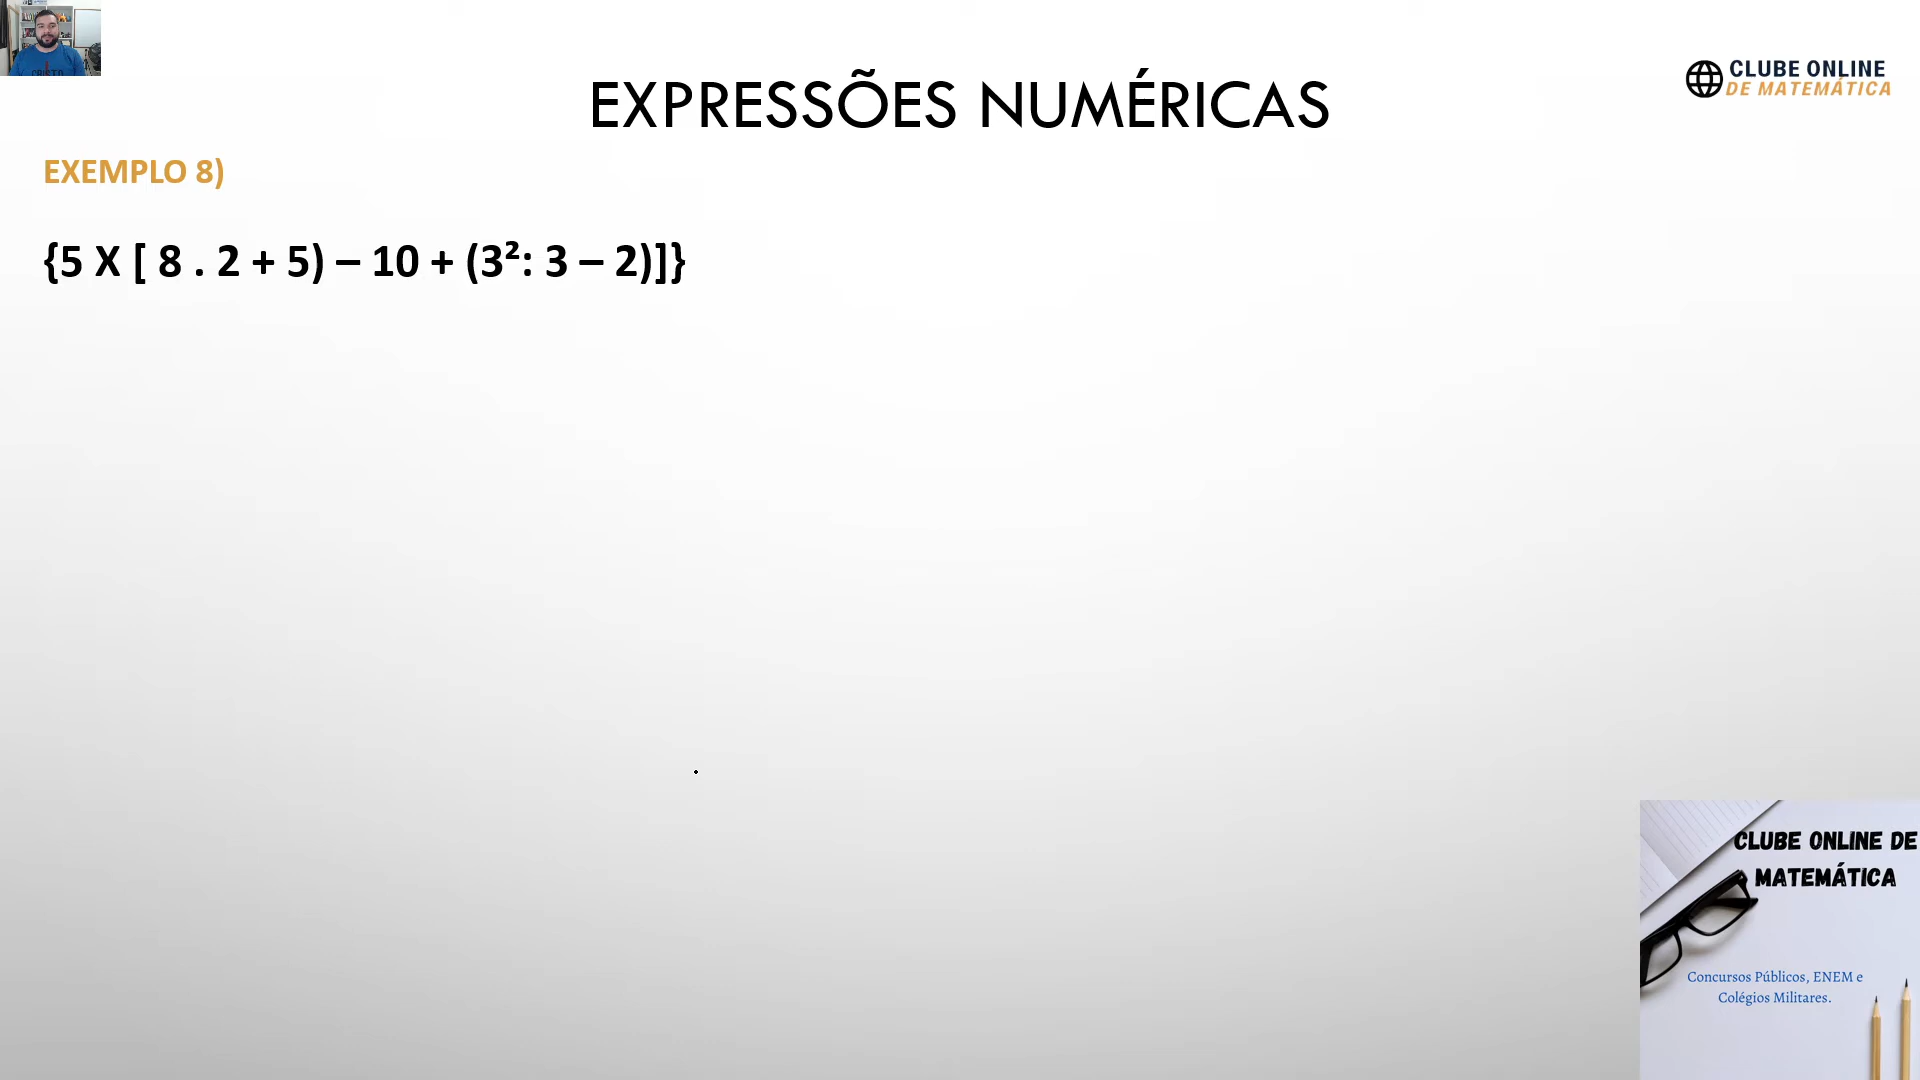 CRISTO
EXPRESSÕES NUMÉRICAS
CLUBE ONLINE
DE MATEMÁTICA
EXEMPLO 8)
{5 X [ 8 . 2 + 5) – 10 + (3²: 3 – 2)]}
CLUBE ONLINE DE
MATEMÁTICA
Concursos Públicos, ENEM e
Colégios Militares.